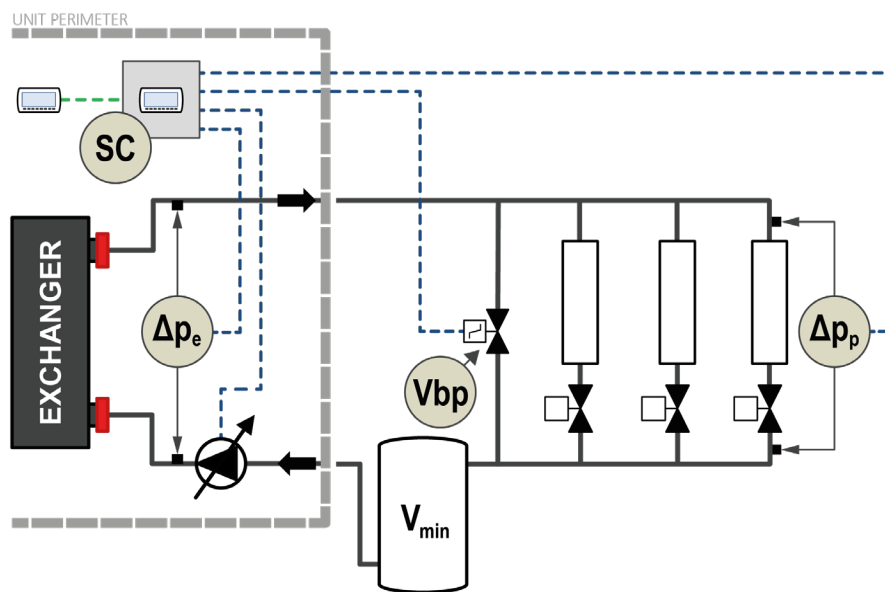 UNIT PERIMETER
SC
EXCHANGER
Δpe
Vbp
Δpp
Vmin